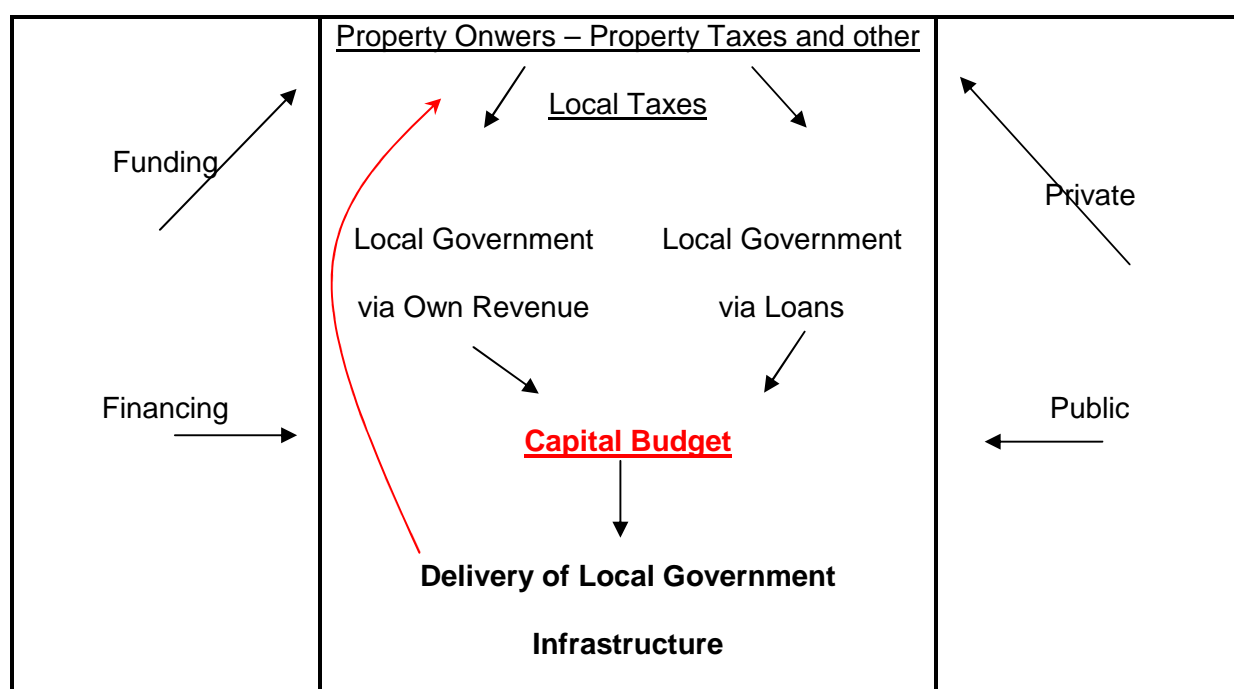 Property Onwers – Property Taxes and other
Local Taxes
Funding
Private
Local Government
via Own Revenue
Local Government
via Loans
Financing
Public
Capital Budget
Delivery of Local Government
Infrastructure